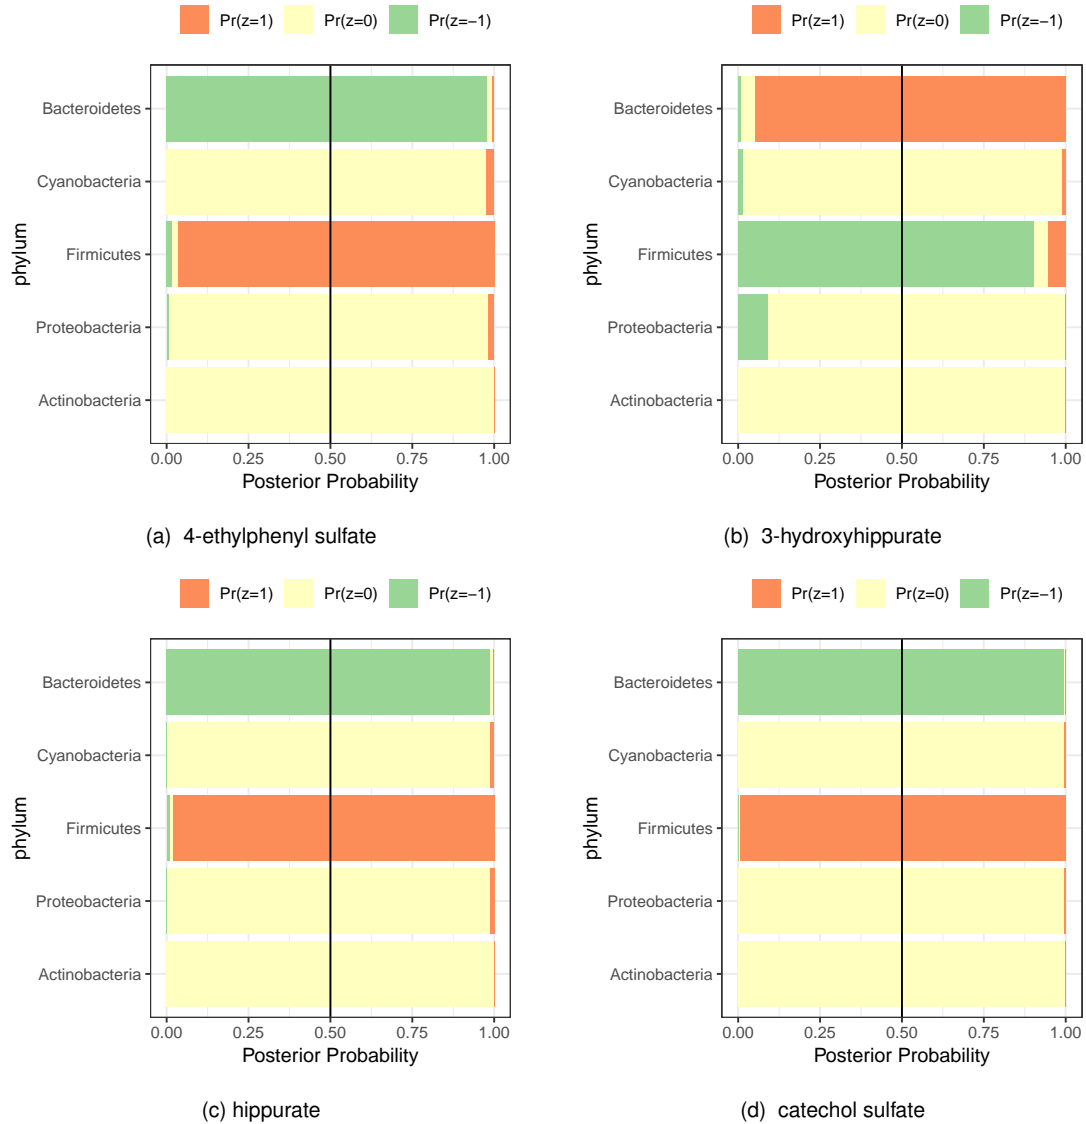 Pr(z=1) Pr(z=0) Pr(z=−1)
phylum
Bacteroidetes
Cyanobacteria
Firmicutes
Proteobacteria
Actinobacteria
0.00 0.25 0.50 0.75 1.00
Posterior Probability
(a) 4-ethylphenyl sulfate
Pr(z=1) Pr(z=0) Pr(z=−1)
phylum
Bacteroidetes
Cyanobacteria
Firmicutes
Proteobacteria
Actinobacteria
0.00 0.25 0.50 0.75 1.00
Posterior Probability
(b) 3-hydroxyhippurate
Pr(z=1) Pr(z=0) Pr(z=−1)
phylum
Bacteroidetes
Cyanobacteria
Firmicutes
Proteobacteria
Actinobacteria
0.00 0.25 0.50 0.75 1.00
Posterior Probability
(c) hippurate
Pr(z=1) Pr(z=0) Pr(z=−1)
phylum
Bacteroidetes
Cyanobacteria
Firmicutes
Proteobacteria
Actinobacteria
0.00 0.25 0.50 0.75 1.00
Posterior Probability
(d) catechol sulfate